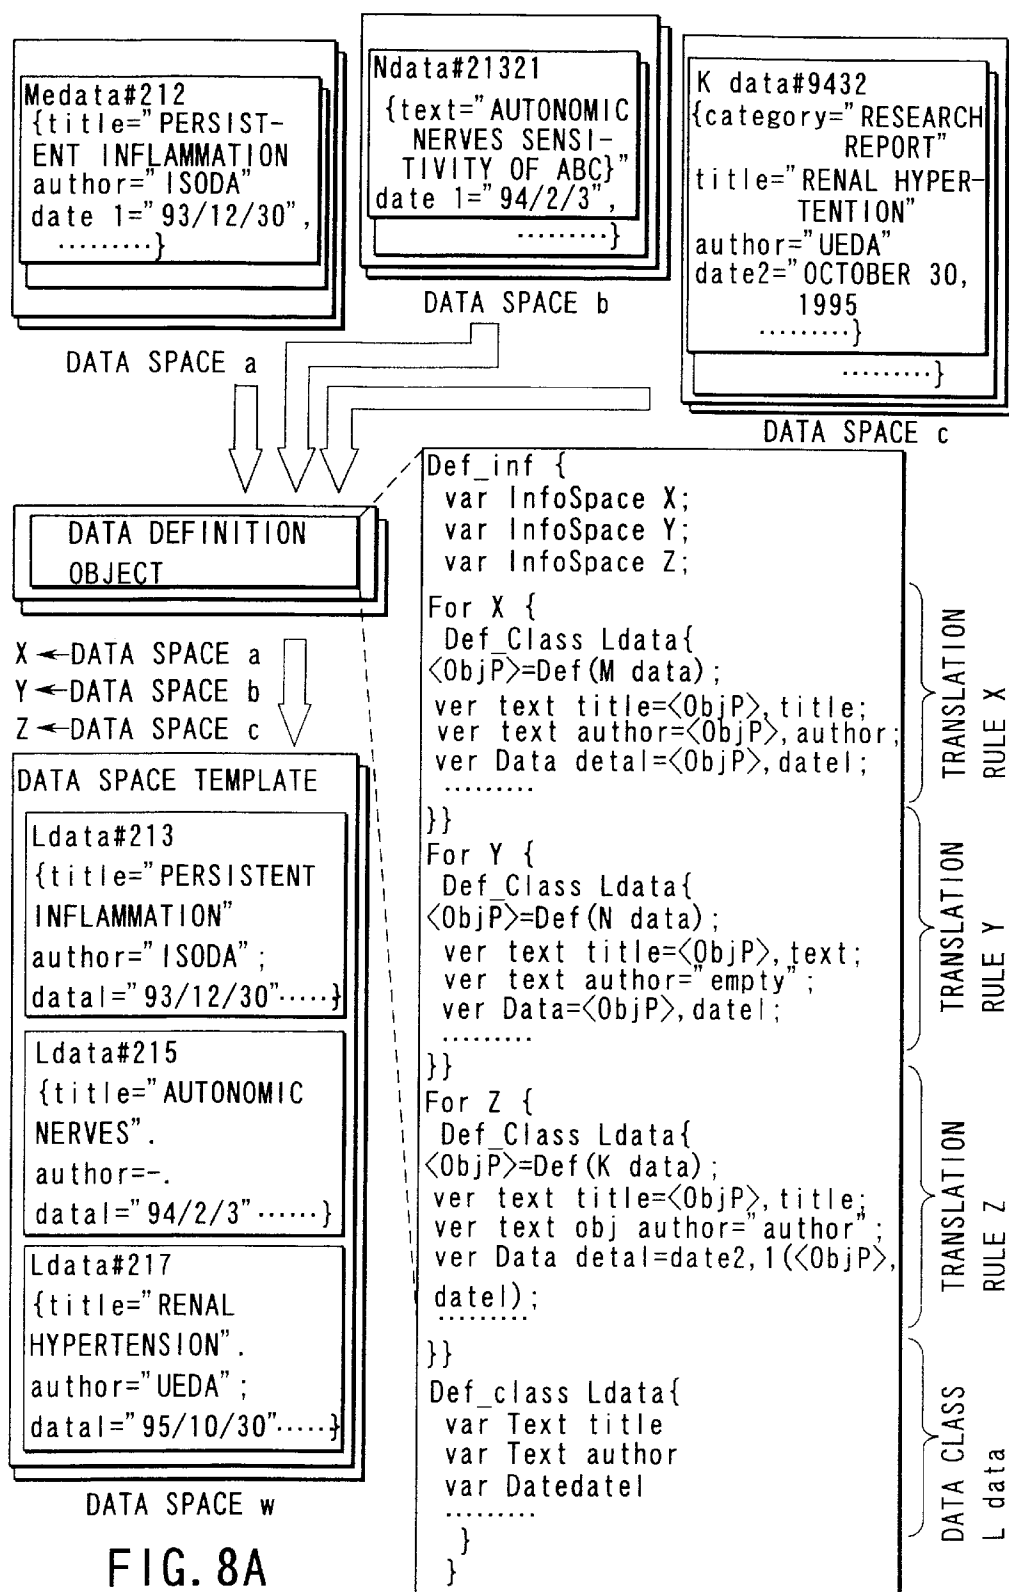 Medata#212
{title="PERSIST-
ENT INFLAMMATION
author="ISODA"
date 1="93/12/30",
.........}
DATA SPACE a
Ndata#21321
{text="AUTONOMIC
NERVES SENSI-
TIVITY OF ABC}"
date 1="94/2/3",
.........}
DATA SPACE b
K data#9432
{category="RESEARCH
REPORT"
title="RENAL HYPER-
TENTION"
author="UEDA"
date2="OCTOBER 30,
1995
.........}
.........}
DATA SPACE c
DATA DEFINITION
OBJECT
X←DATA SPACE a
Y←DATA SPACE b
Z←DATA SPACE c
DATA SPACE TEMPLATE
Ldata#213
{title="PERSISTENT
INFLAMMATION"
author="ISODA";
datal="93/12/30".....}
Ldata#215
{title="AUTONOMIC
NERVES".
author=-.
datal="94/2/3"......}
Ldata#217
{title="RENAL
HYPERTENSION".
author="UEDA";
datal="95/10/30".....}
DATA SPACE w
Def_inf {
var InfoSpace X;
var InfoSpace Y;
var InfoSpace Z;
For X {
Def_Class Ldata{
<ObjP>=Def(M data);
ver text title=<ObjP>,title;
ver text author=<ObjP>,author;
ver Data detal=<ObjP>,datel;
.........
}}
For Y {
Def_Class Ldata{
<ObjP>=Def(N data);
ver text title=<ObjP>,text;
ver text author="empty";
ver Data=<ObjP>,datel;
.........
}}
For Z {
Def_Class Ldata{
<ObjP>=Def(K data);
ver text title=<ObjP>,title;
ver text obj author="author";
ver Data detal=date2,1(<ObjP>,
datel);
.........
}}
Def_class Ldata{
var Text title
var Text author
var Datedatel
.........
}
}
TRANSLATION
RULE X
TRANSLATION
RULE Y
TRANSLATION
RULE Z
DATA CLASS
L data
FIG. 8A